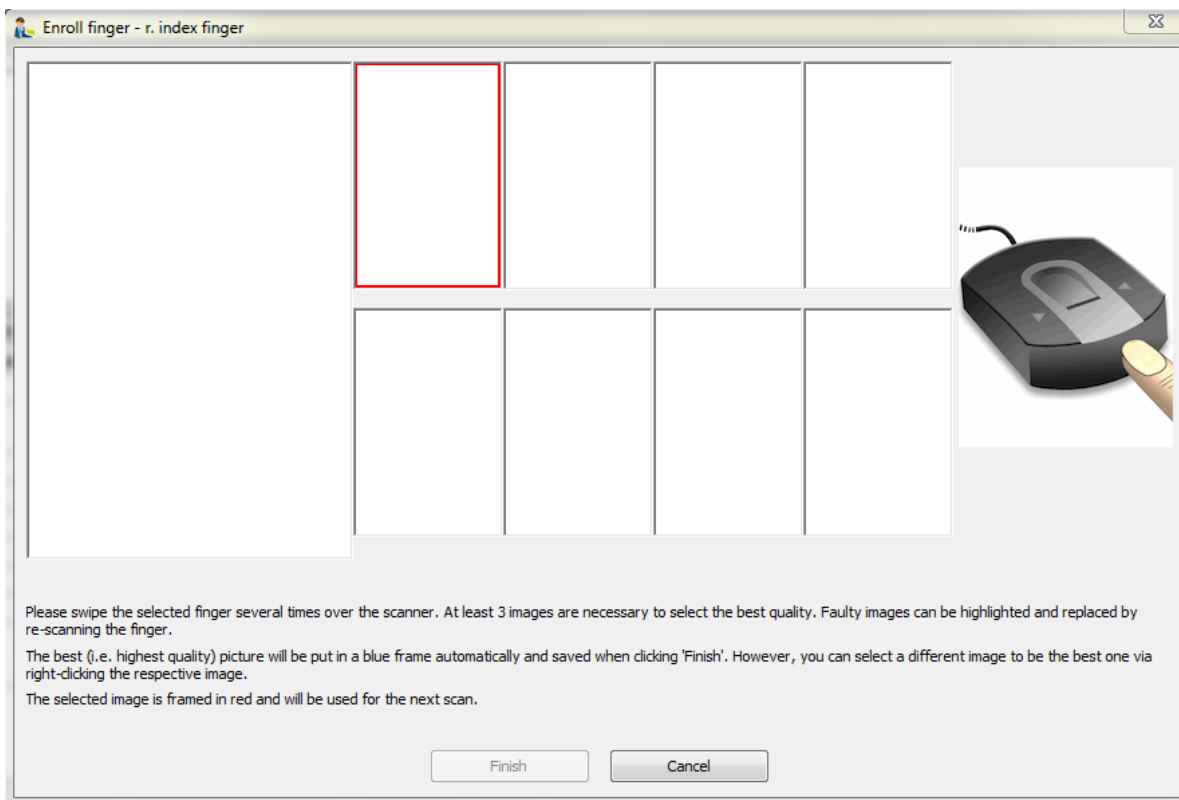 Enroll finger - r. index finger
Please swipe the selected finger several times over the scanner. At least 3 images are necessary to select the best quality. Faulty images can be highlighted and replaced by
re-scanning the finger.
The best (i.e. highest quality) picture will be put in a blue frame automatically and saved when clicking 'Finish'. However, you can select a different image to be the best one via
right-clicking the respective image.
The selected image is framed in red and will be used for the next scan.
Finish Cancel